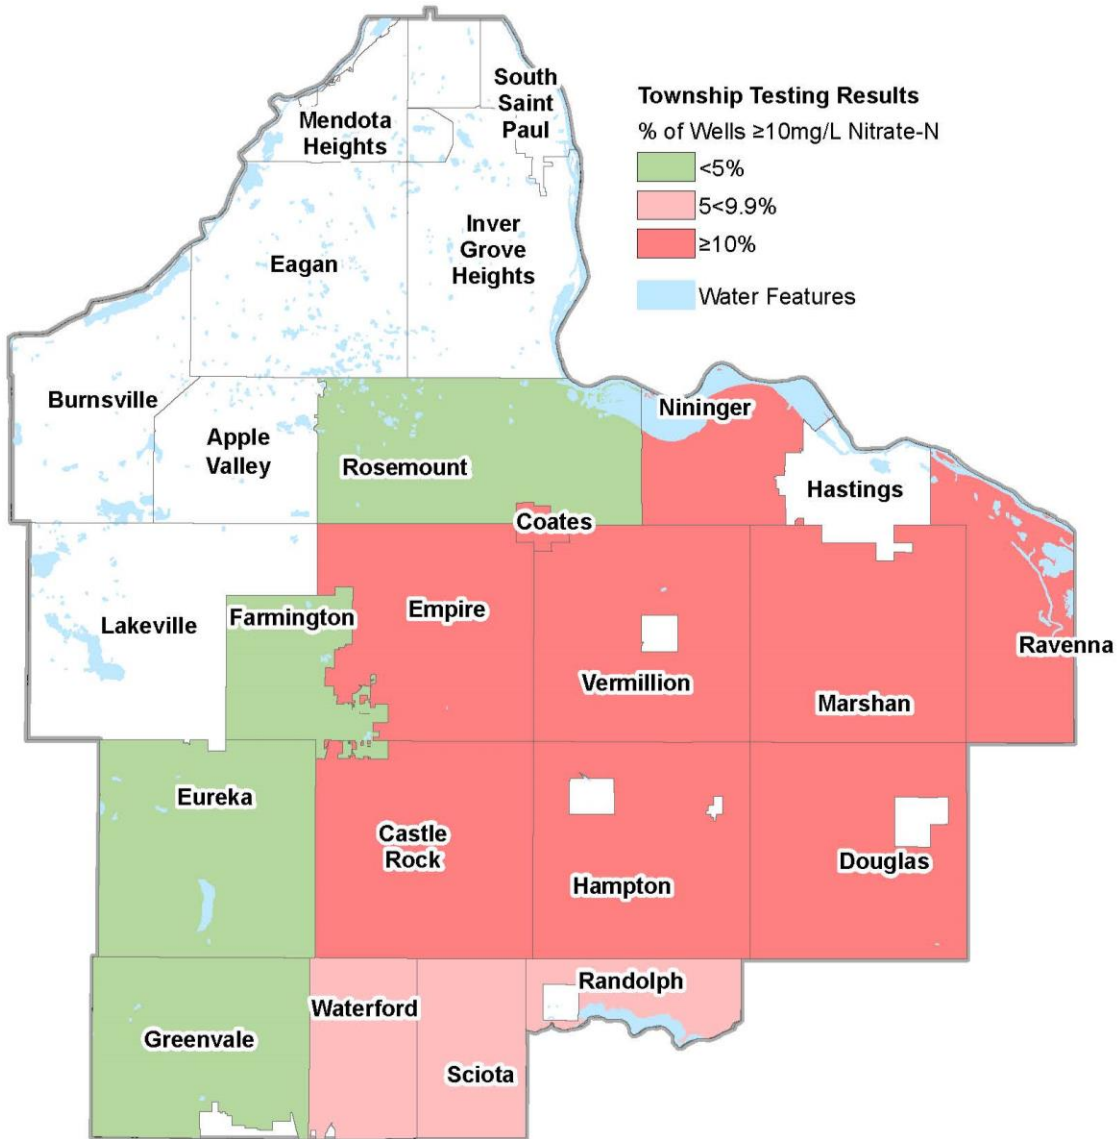 South
Saint
Paul
Mendota
Heights
Township Testing Results
% of Wells ≥10mg/L Nitrate-N
<5%
5<9.9%
≥10%
Water Features
Inver
Grove
Heights
Eagan
Burnsville
Apple
Valley
Nininger
Rosemount
Hastings
Coates
Farmington
Empire
Lakeville
Ravenna
Vermillion
Marshan
Eureka
Castle
Rock
Douglas
Hampton
Randolph
Waterford
Greenvale
Sciota